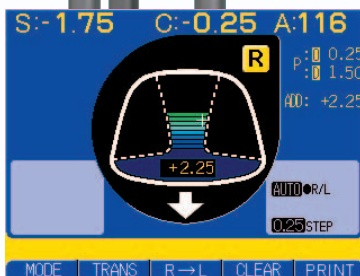 S:-1.75 C:-0.25 A:116
R
P: 0.25
1.50
ADD: +2.25
+2.25
AUTO●R/L
0.25 STEP
MODE TRANS R→L CLEAR PRINT